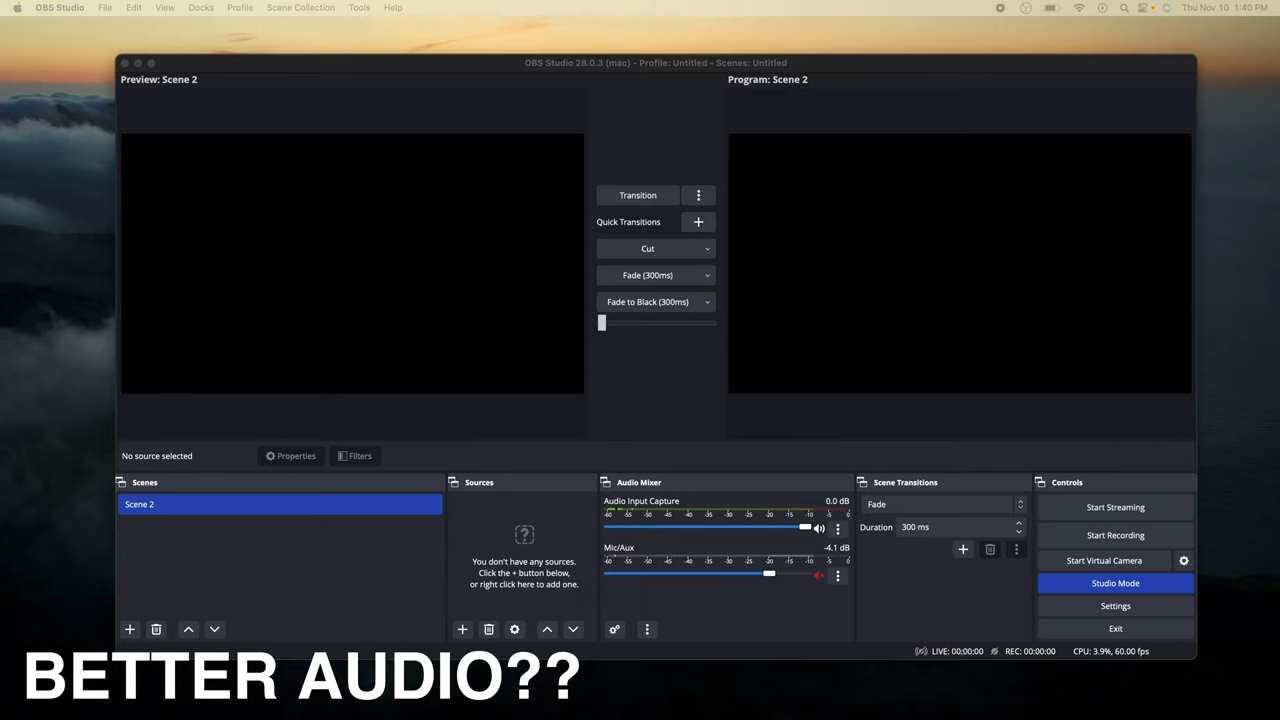 OBS Studio File Edit View Docks Profile Scene Collection Tools Help Thu Nov 10 1:40 PM
OBS Studio 28.0.3 (mac) - Profile: Untitled - Scenes: Untitled
Preview: Scene 2
Program: Scene 2
Transition
Quick Transitions
Cut
Fade (300ms)
Fade to Black (300ms)
No source selected
Properties
Filters
Scenes
Scene 2
Sources
?
You don't have any sources.
Click the + button below,
or right click here to add one.
Audio Mixer
Audio Input Capture 0.0 dB
-60 -55 -50 -45 -40 -35 -30 -25 -20 -15 -10 -5 0
Mic/Aux -4.1 dB
-60 -55 -50 -45 -40 -35 -30 -25 -20 -15 -10 -5 0
Scene Transitions
Fade
Duration 300 ms
Controls
Start Streaming
Start Recording
Start Virtual Camera
Studio Mode
Settings
Exit
LIVE: 00:00:00 REC: 00:00:00 CPU: 3.9%, 60.00 fps
BETTER AUDIO??